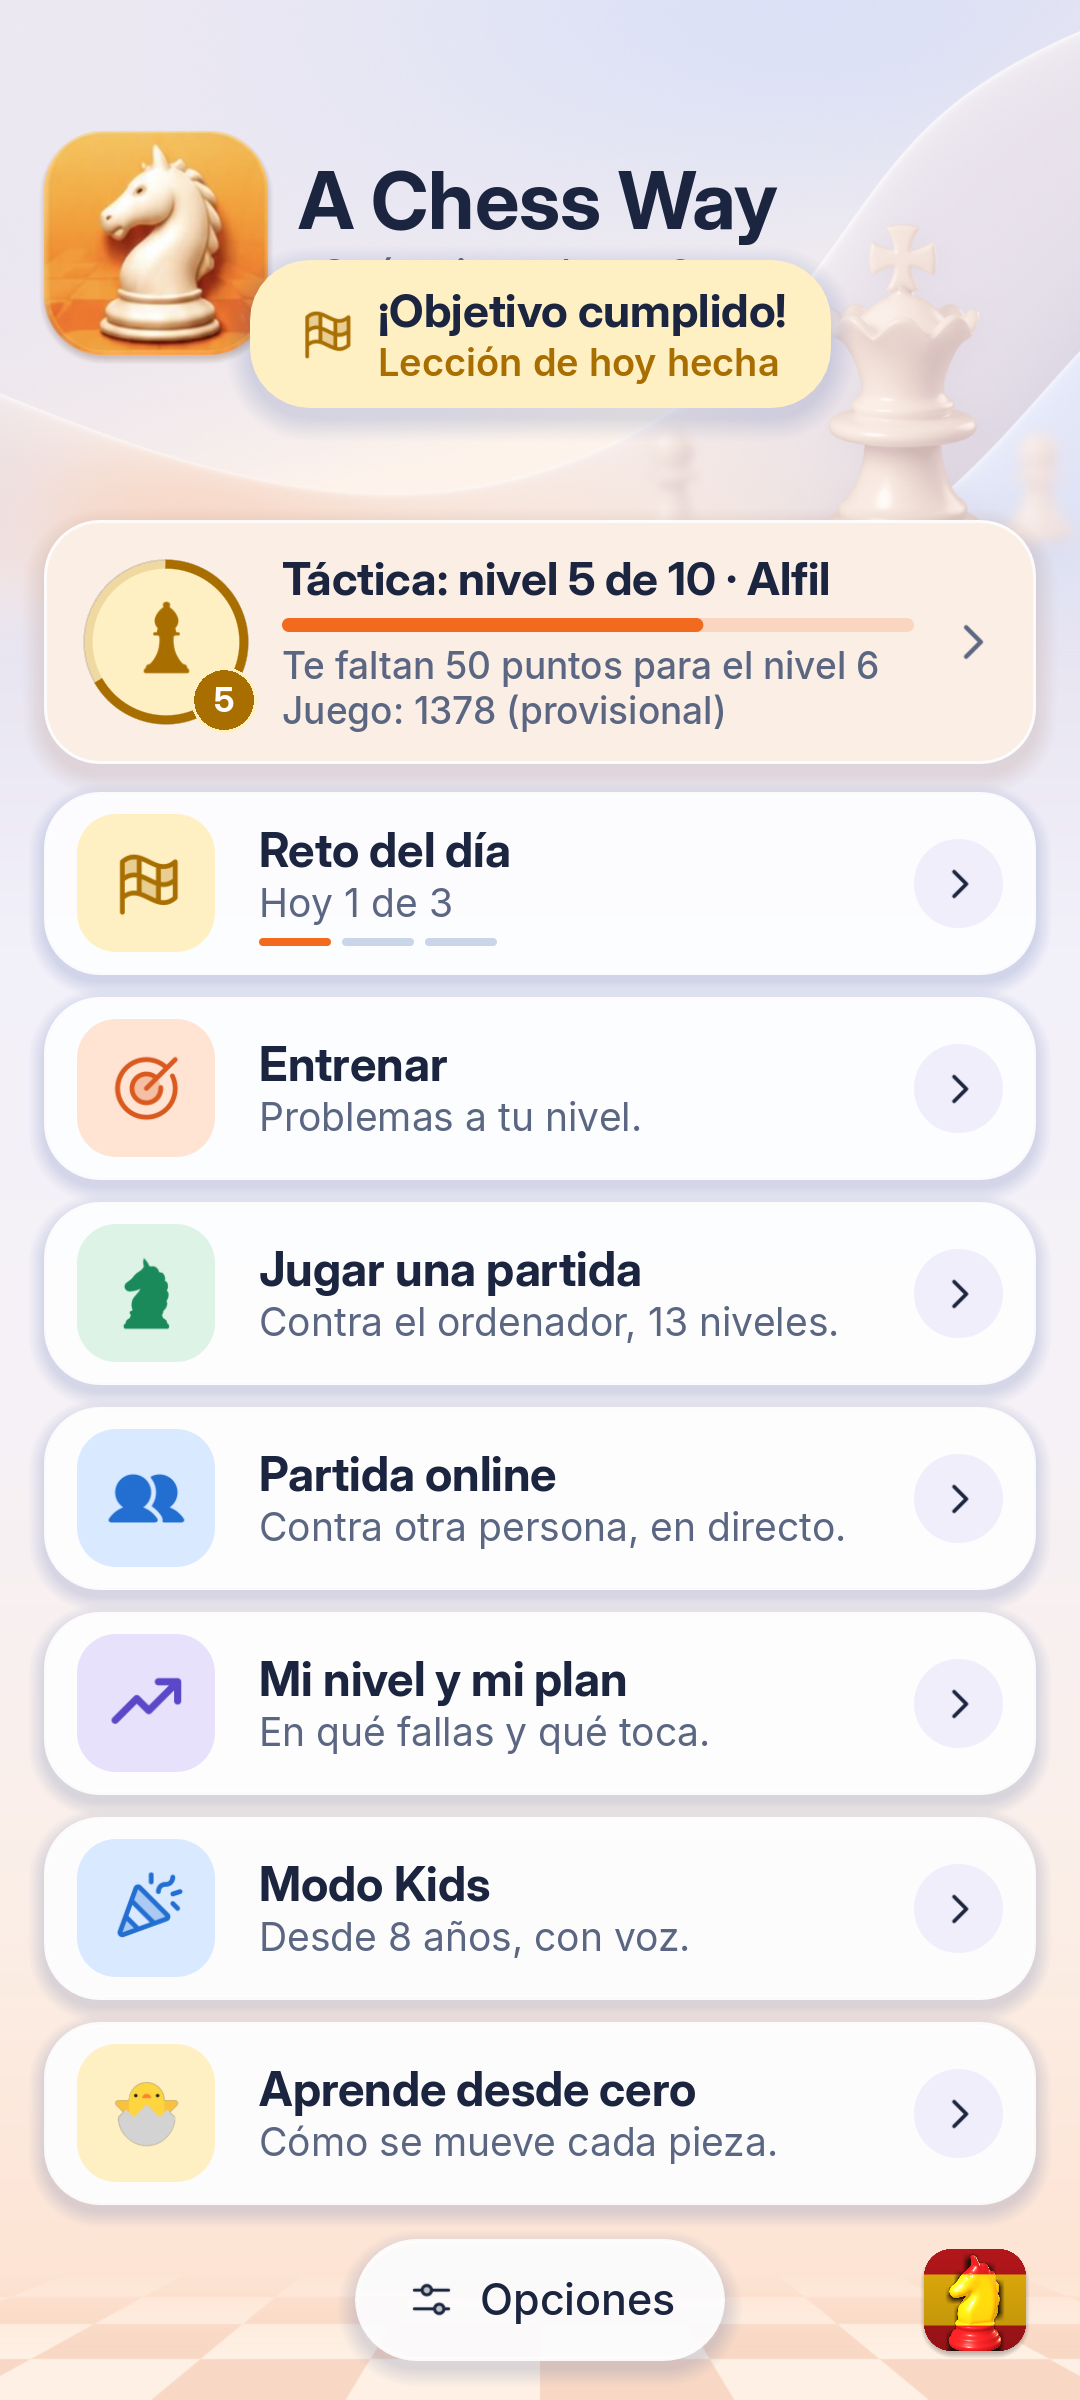 A Chess Way
¡Objetivo cumplido!
Lección de hoy hecha
Táctica: nivel 5 de 10 · Alfil
Te faltan 50 puntos para el nivel 6
5
Juego: 1378 (provisional)
Reto del día
Hoy 1 de 3
Entrenar
Problemas a tu nivel.
Jugar una partida
Contra el ordenador, 13 niveles.
Partida online
Contra otra persona, en directo.
Mi nivel y mi plan
En qué fallas y qué toca.
Modo Kids
Desde 8 años, con voz.
Aprende desde cero
Cómo se mueve cada pieza.
Opciones